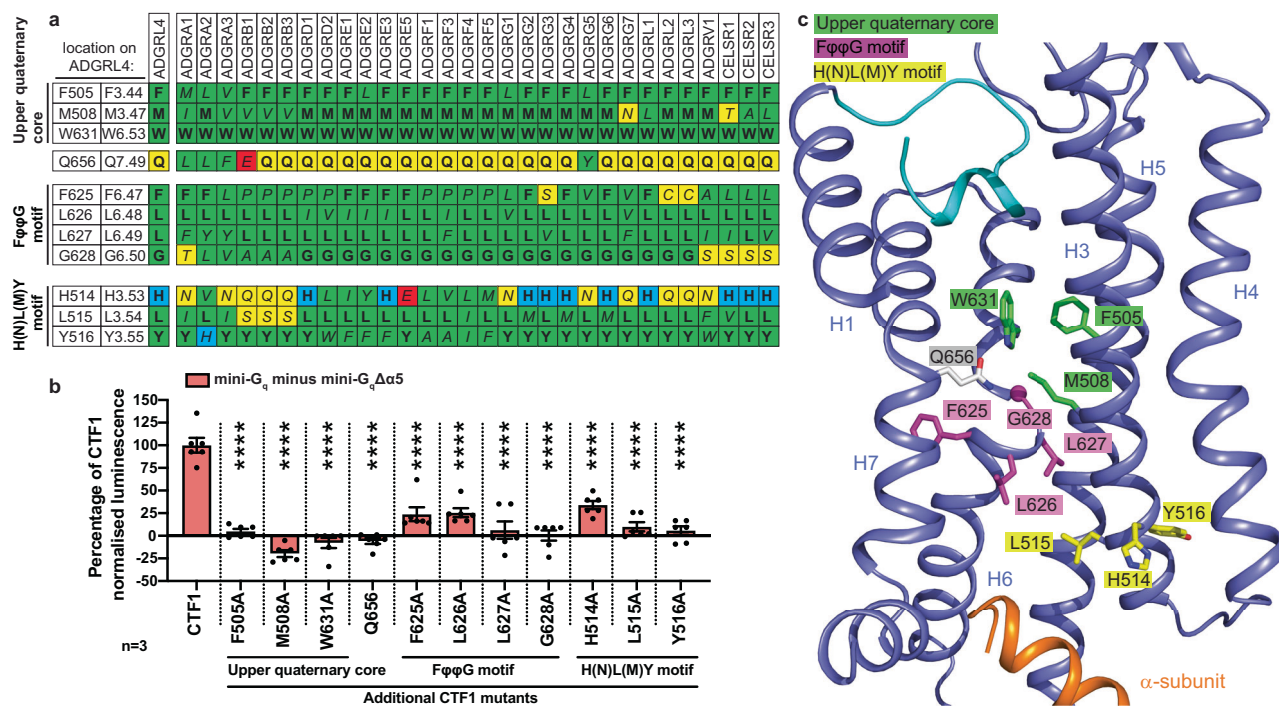 a
Upper quaternary core
FφφG motif
H(N)L(M)Y motif
location on ADGRL4:
ADGRL4 ADGRA1 ADGRA2 ADGRA3 ADGRB1 ADGRB2 ADGRB3 ADGRD1 ADGRD2 ADGRE1 ADGRE2 ADGRE3 ADGRE5 ADGRF1 ADGRF3 ADGRF4 ADGRF5 ADGRG1 ADGRG2 ADGRG3 ADGRG4 ADGRG5 ADGRG6 ADGRG7 ADGRL1 ADGRL2 ADGRL3 ADGRV1 CELSR1 CELSR2 CELSR3
F505 F3.44 F M L V F F F F F F L F F F F F F L F F F L F F F F F F F F F
M508 M3.47 M I M V V V V M M M M M M M M M M M M M M M M N L M M M T A L
W631 W6.53 W W W W W W W W W W W W W W W W W W W W W W W W W W W W W W W
Q656 Q7.49 Q L L F E Q Q Q Q Q Q Q Q Q Q Q Q Q Q Q Q Y Q Q Q Q Q Q Q Q Q
F625 F6.47 F F F L P P P P F F F F F P P P P L F S F V F V F C C A L L L
L626 L6.48 L L L L L L L I V I I I L L I L L V L L L L L V L L L L L L L
L627 L6.49 L F Y Y L L L L L L L L L L F L L L L V L L L F L L L I I L V
G628 G6.50 G T L V A A A G G G G G G G G G G G G G G G G G G G G S S S S
H514 H3.53 H N V N Q Q Q H L I Y H E L V L M N H H H N H Q H Q Q N H H H
L515 L3.54 L I L I S S S L L L L L L L L I L L M L M L M L L L L F V L L
Y516 Y3.55 Y Y H Y Y Y Y Y W F F F Y A A I F Y Y Y Y Y Y Y Y Y Y W Y Y Y
b
mini-Gq minus mini-GqΔα5
Percentage of CTF1
normalised luminescence
150
125
100
75
50
25
0
-25
-50
**** **** **** **** **** **** **** **** **** **** ****
CTF1 F505A M508A W631A Q656 F625A L626A L627A G628A H514A L515A Y516A
n=3
Upper quaternary core FφφG motif H(N)L(M)Y motif
Additional CTF1 mutants
c
Upper quaternary core
FφφG motif
H(N)L(M)Y motif
H5
H3
H4
H1
W631
F505
Q656
M508
F625
G628
L627
H7
L626
Y516
L515
H514
H6
α-subunit